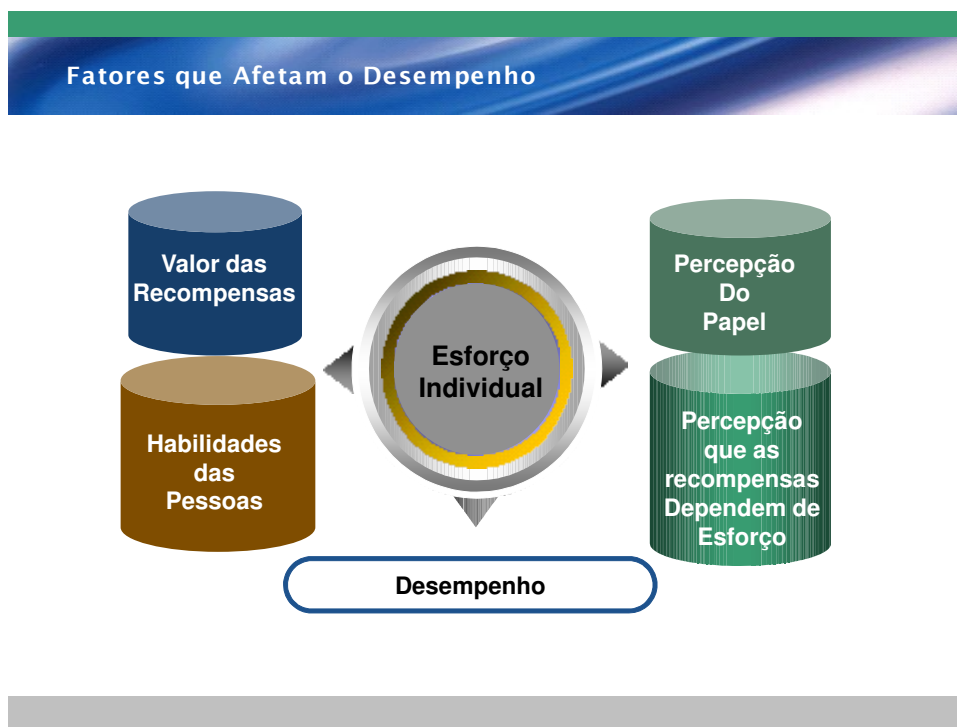 Fatores que Afetam o Desempenho
Valor das
Recompensas
Habilidades
das
Pessoas
Esforço
Individual
Percepção
Do
Papel
Percepção
que as
recompensas
Dependem de
Esforço
Desempenho